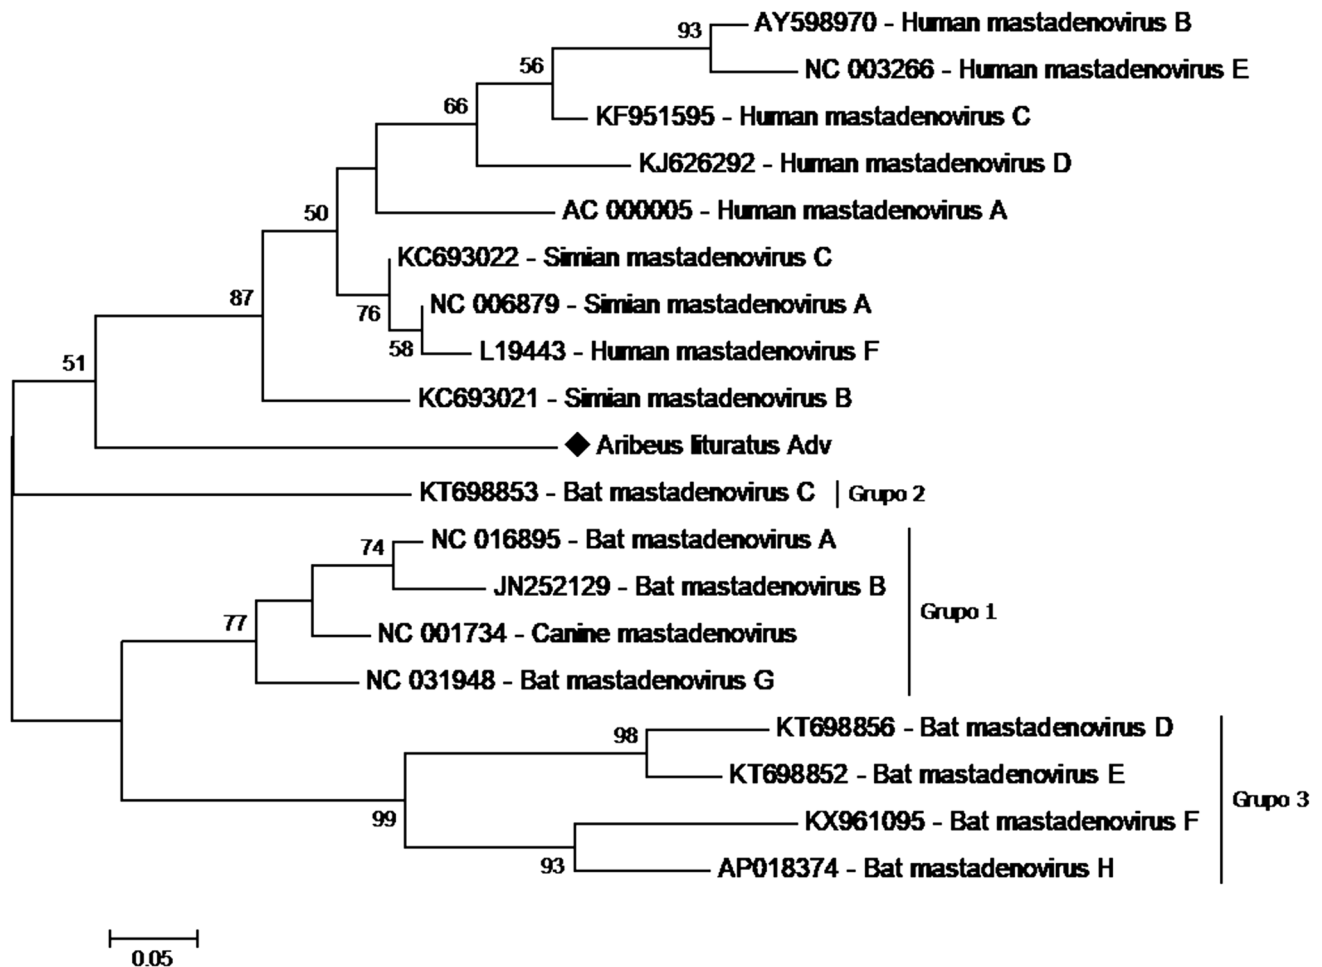 93
AY598970 - Human mastadenovirus B
56
NC 003266 - Human mastadenovirus E
66
KF951595 - Human mastadenovirus C
KJ626292 - Human mastadenovirus D
50
AC 000005 - Human mastadenovirus A
KC693022 - Simian mastadenovirus C
87
76
NC 006879 - Simian mastadenovirus A
58
L19443 - Human mastadenovirus F
51
KC693021 - Simian mastadenovirus B
Aribeus lituratus Adv
KT698853 - Bat mastadenovirus C
Grupo 2
74
NC 016895 - Bat mastadenovirus A
JN252129 - Bat mastadenovirus B
Grupo 1
77
NC 001734 - Canine mastadenovirus
NC 031948 - Bat mastadenovirus G
98
KT698856 - Bat mastadenovirus D
KT698852 - Bat mastadenovirus E
Grupo 3
99
KX961095 - Bat mastadenovirus F
93
AP018374 - Bat mastadenovirus H
0.05